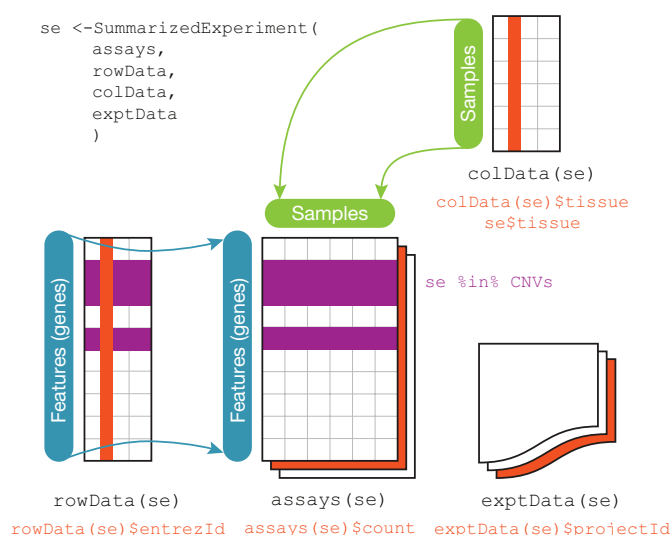 se <-SummarizedExperiment(
assays,
rowData,
colData,
exptData
)
Samples
colData(se)
colData(se)$tissue
se$tissue
Samples
Features (genes)
Features (genes)
se %in% CNVs
rowData(se)
assays(se)
exptData(se)
rowData(se)$entrezId
assays(se)$count
exptData(se)$projectId